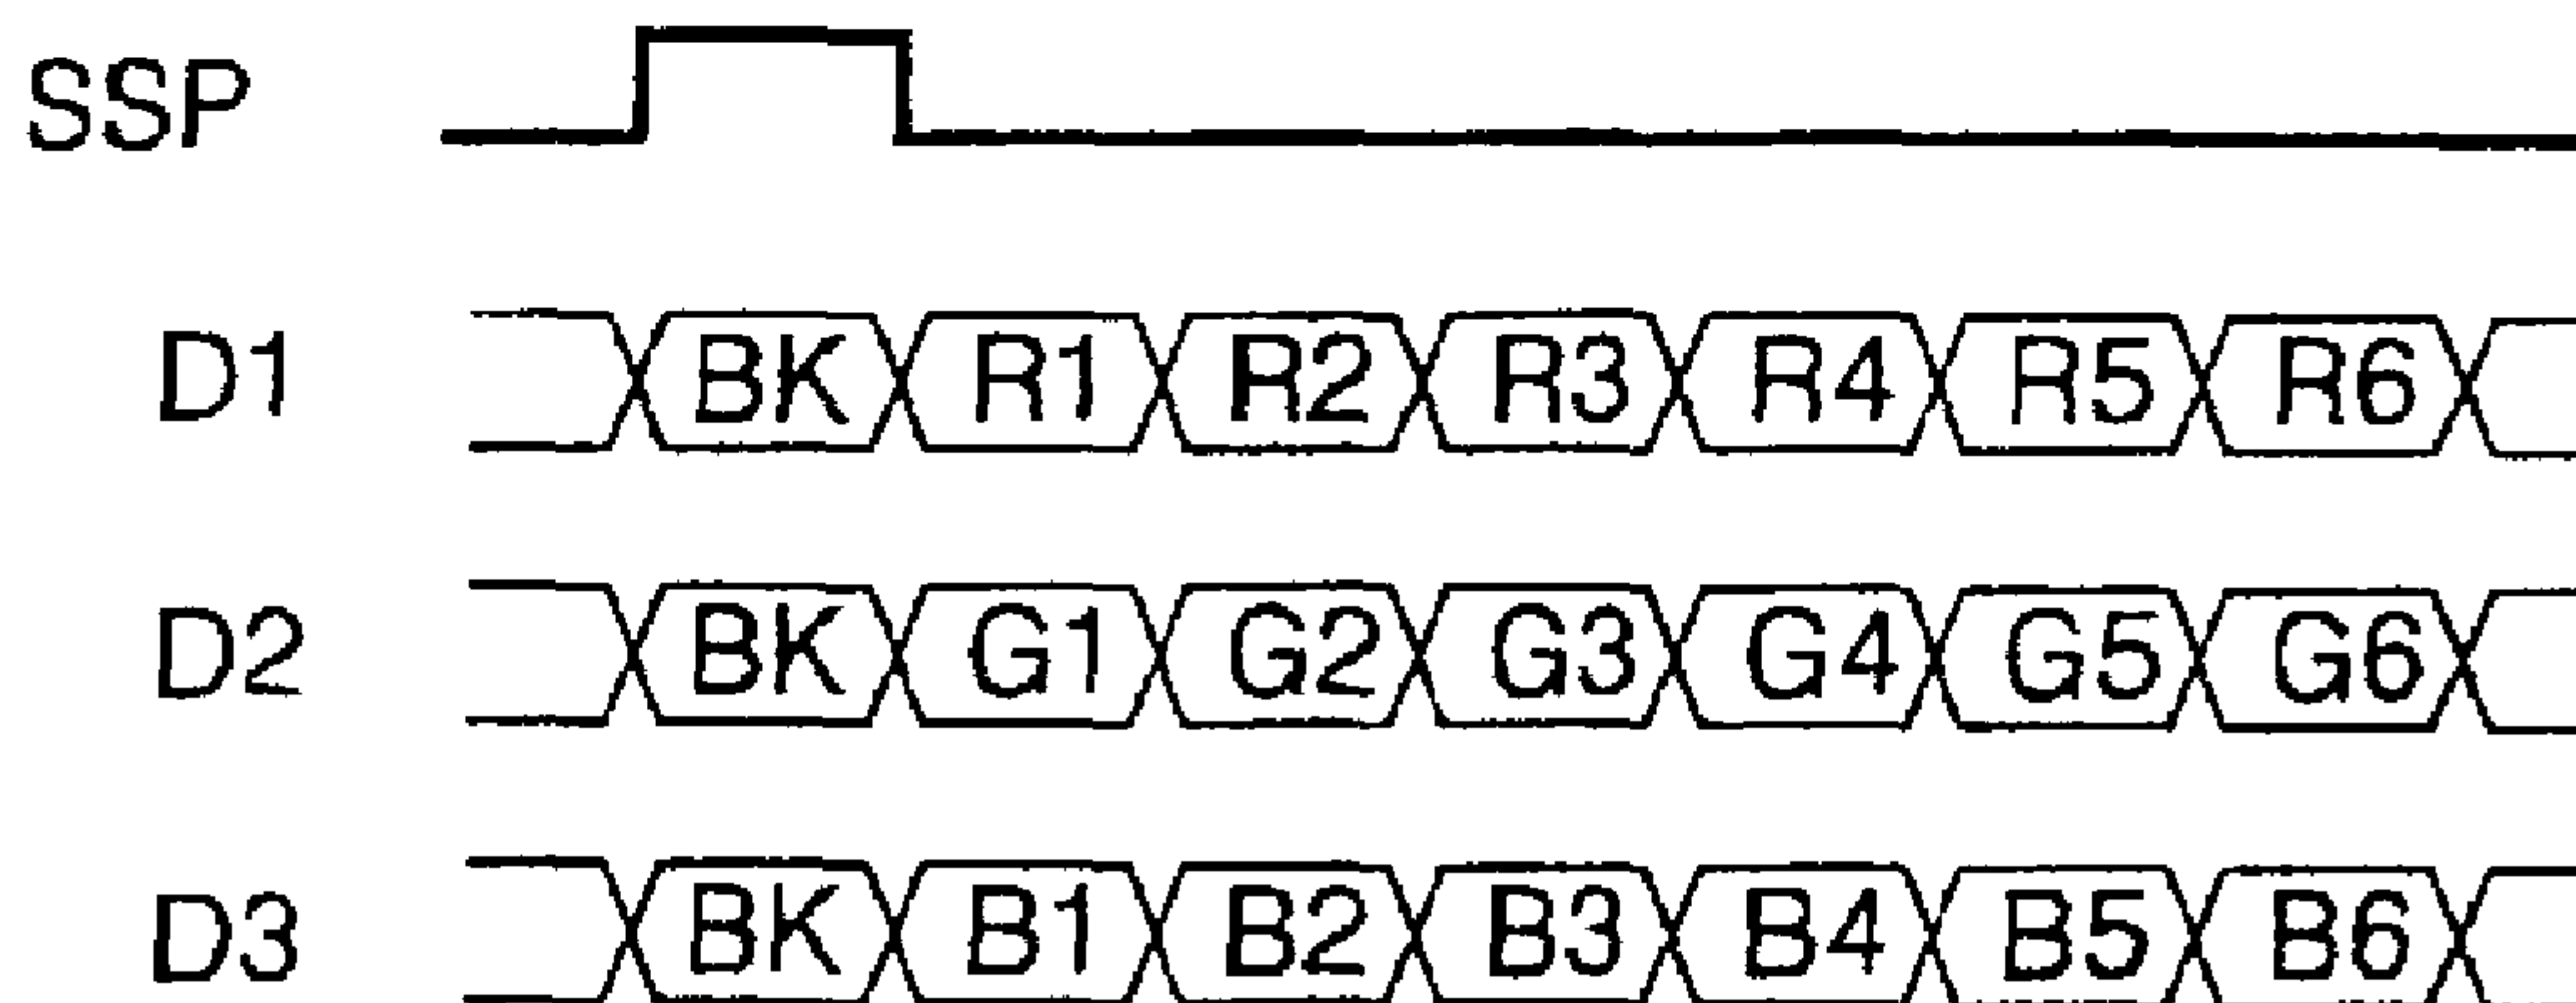 SSP
D1 BK R1 R2 R3 R4 R5 R6
D2 BK G1 G2 G3 G4 G5 G6
D3 BK B1 B2 B3 B4 B5 B6